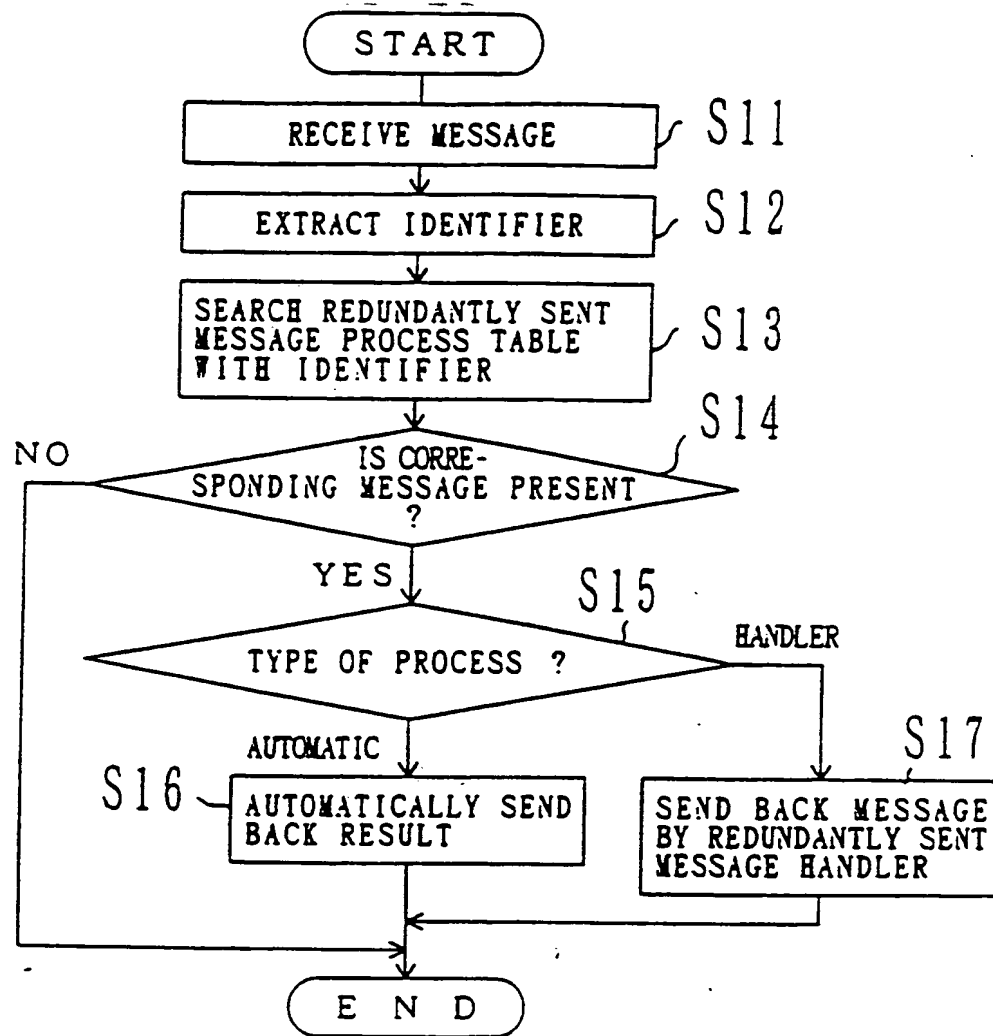 START
RECEIVE MESSAGE
S11
EXTRACT IDENTIFIER
S12
SEARCH REDUNDANTLY SENT
MESSAGE PROCESS TABLE
WITH IDENTIFIER
S13
S14
NO
IS CORRE-
SPONDING MESSAGE PRESENT
?
YES
S15
TYPE OF PROCESS ?
HANDLER
AUTOMATIC
S16
AUTOMATICALLY SEND
BACK RESULT
S17
SEND BACK MESSAGE
BY REDUNDANTLY SENT
MESSAGE HANDLER
END